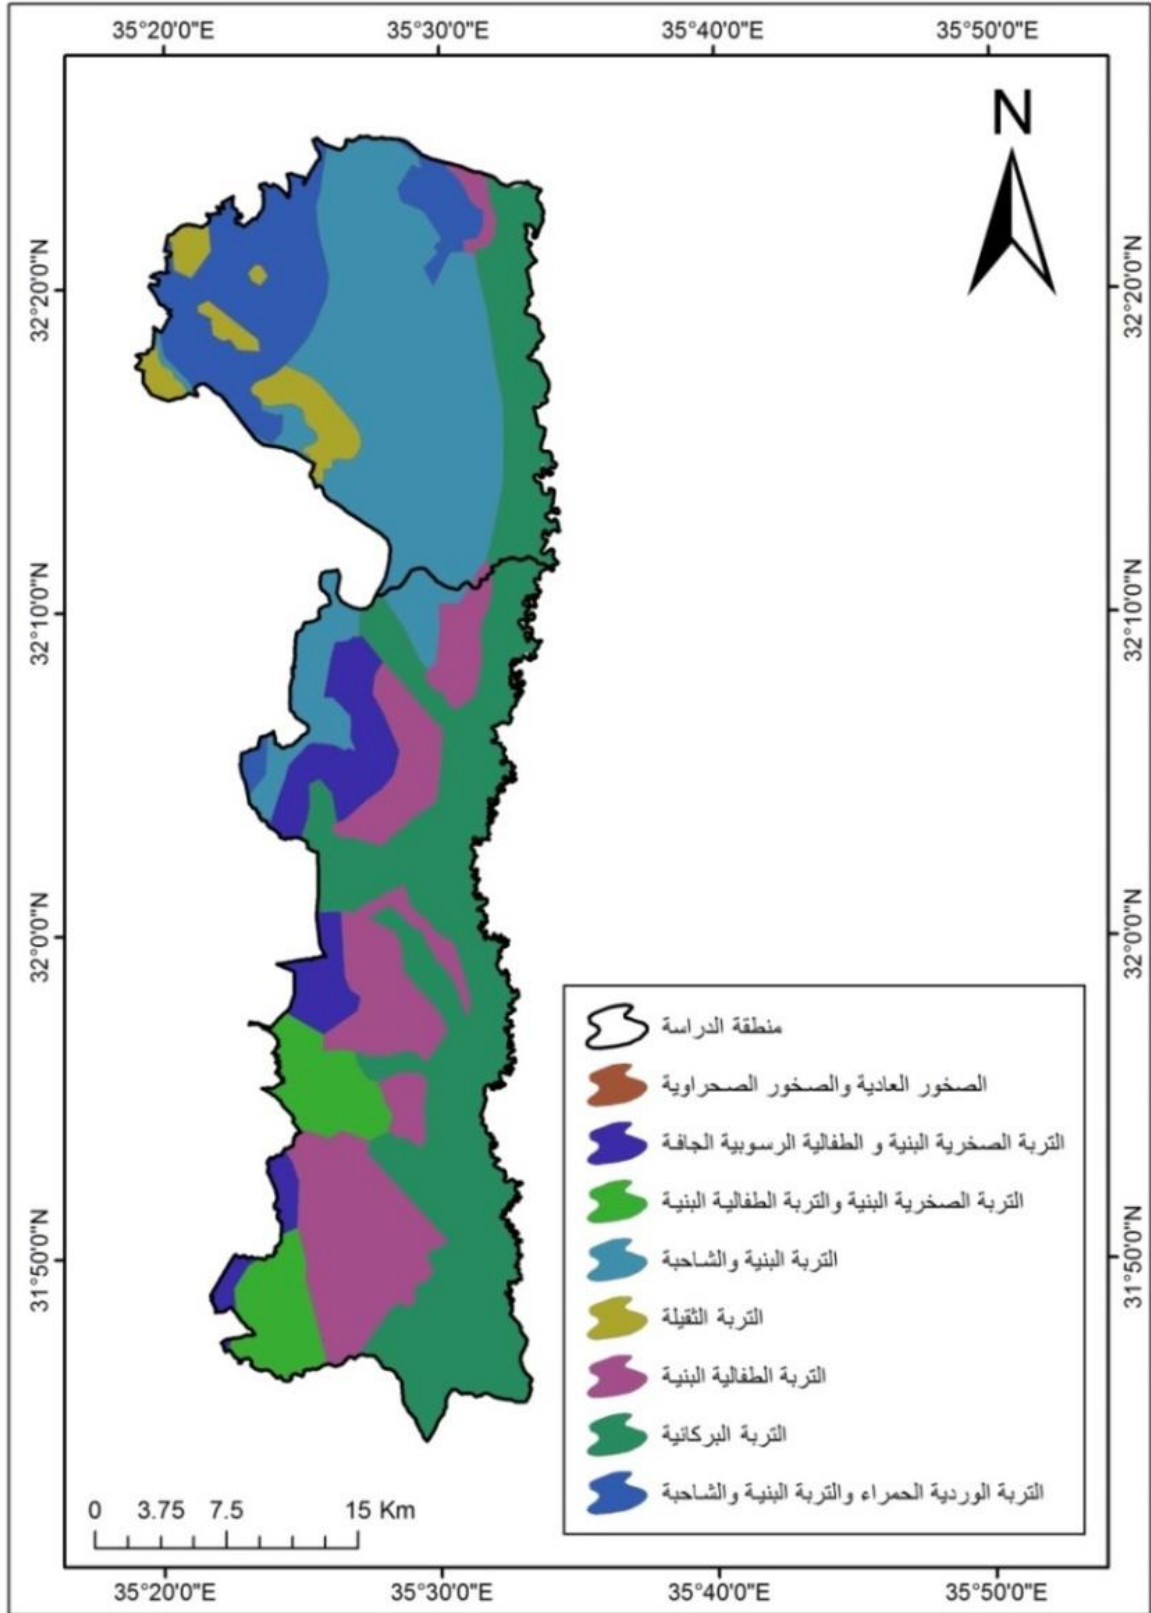 35°20'0"E 35°30'0"E 35°40'0"E 35°50'0"E
N
32°20'0"N 32°20'0"N
32°10'0"N 32°10'0"N
32°0'0"N 32°0'0"N
31°50'0"N 31°50'0"N
منطقة الدراسة
الصخور العادية والصخور الصحراوية
التربة الصخرية البنية و الطفالية الرسوبية الجافة
التربة الصخرية البنية والتربة الطفالية البنية
التربة البنية والشاحبة
التربة الثقيلة
التربة الطفالية البنية
التربة البركانية
التربة الوردية الحمراء والتربة البنية والشاحبة
0 3.75 7.5 15 Km
35°20'0"E 35°30'0"E 35°40'0"E 35°50'0"E